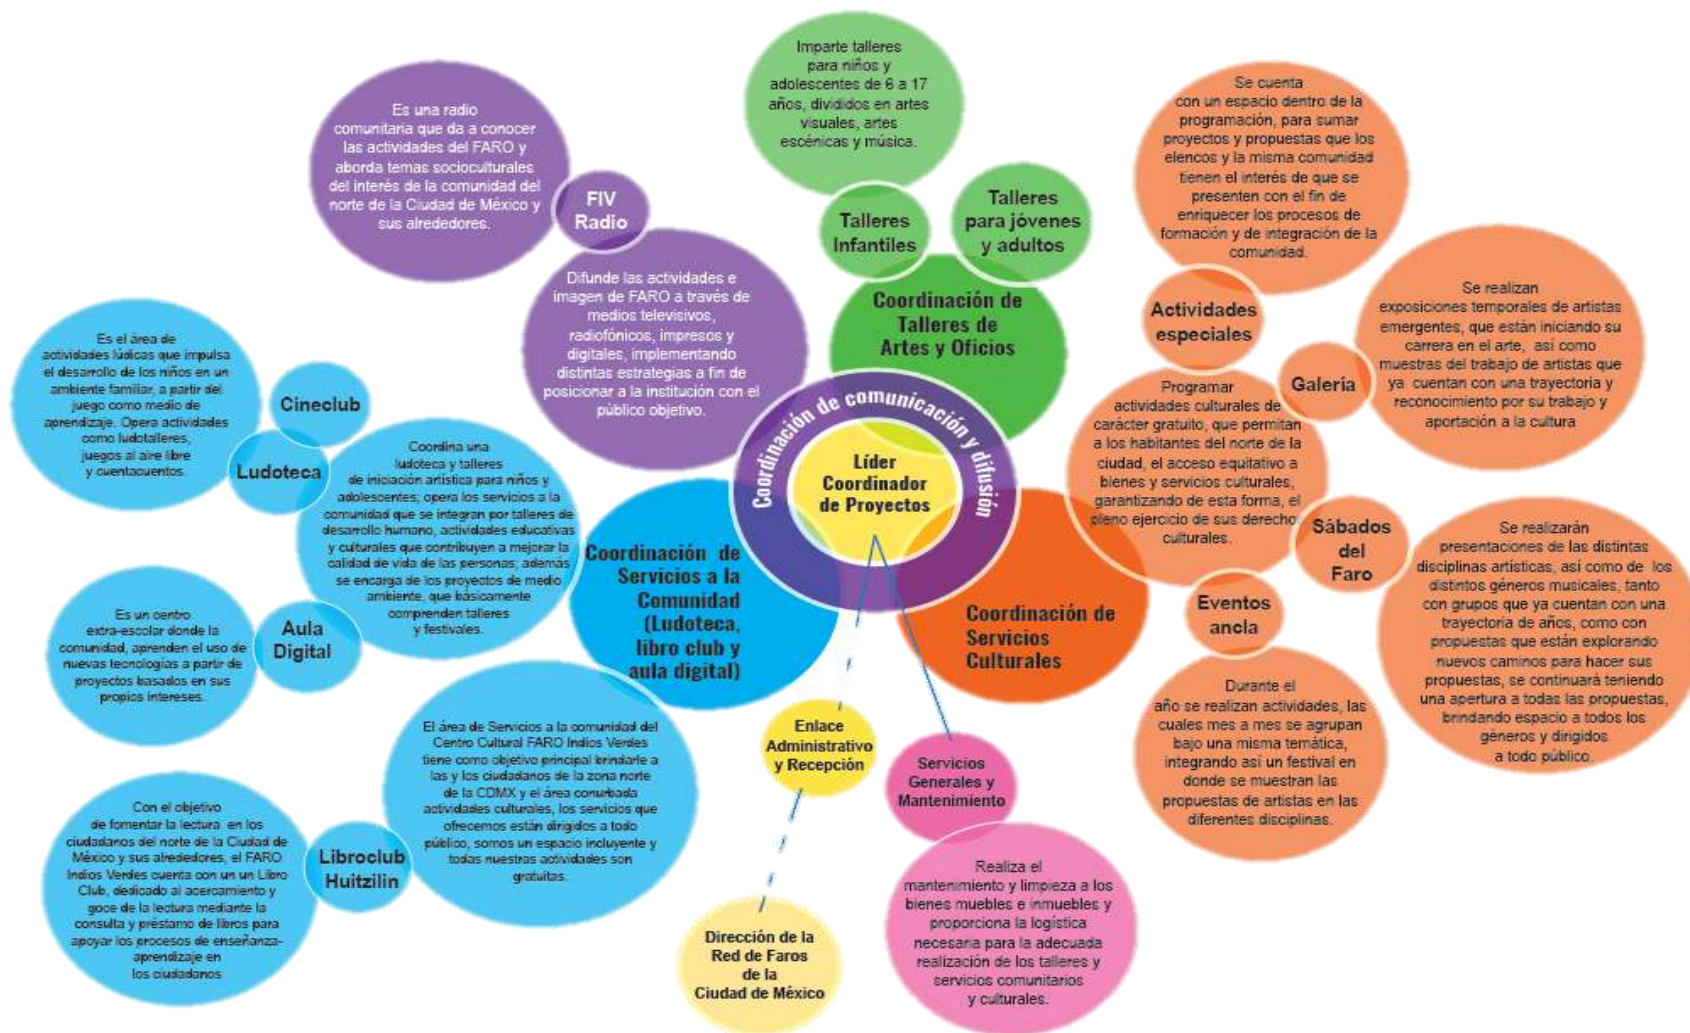 Imparte talleres
para niños y
adolescentes de 6 a 17
años, divididos en artes
visuales, artes
escénicas y música.
Talleres
Infantiles
Talleres
para jóvenes
y adultos
Coordinación de
Talleres de
Artes y Oficios
Es una radio
comunitaria que da a conocer
las actividades del FARO y
aborda temas socioculturales
del interés de la comunidad del
norte de la Ciudad de México y
sus alrededores.
FIV
Radio
Difunde las actividades e
imagen de FARO a través de
medios televisivos,
radiofónicos, impresos y
digitales, implementando
distintas estrategias a fin de
posicionar a la institución con el
público objetivo.
Coordinación de comunicación y difusión
Líder
Coordinador
de Proyectos
Se cuenta
con un espacio dentro de la
programación, para sumar
proyectos y propuestas que los
elencos y la misma comunidad
tienen el interés de que se
presenten con el fin de
enriquecer los procesos de
formación y de integración de la
comunidad.
Actividades
especiales
Se realizan
exposiciones temporales de artistas
emergentes, que están iniciando su
carrera en el arte, así como
muestras del trabajo de artistas que
ya cuentan con una trayectoria y
reconocimiento por su trabajo y
aportación a la cultura
Galería
Programar
actividades culturales de
carácter gratuito, que permitan
a los habitantes del norte de la
ciudad, el acceso equitativo a
bienes y servicios culturales,
garantizando de esta forma, el
pleno ejercicio de sus derecho
culturales.
Sábados
del
Faro
Se realizarán
presentaciones de las distintas
disciplinas artísticas, así como de los
distintos géneros musicales, tanto
con grupos que ya cuentan con una
trayectoria de años, como con
propuestas que están explorando
nuevos caminos para hacer sus
propuestas, se continuará teniendo
una apertura a todas las propuestas,
brindando espacio a todos los
géneros y dirigidos
a todo público.
Eventos
ancla
Durante el
año se realizan actividades, las
cuales mes a mes se agrupan
bajo una misma temática,
integrando así un festival en
donde se muestran las
propuestas de artistas en las
diferentes disciplinas.
Coordinación de
Servicios
Culturales
Es el área de
actividades lúdicas que impulsa
el desarrollo de los niños en un
ambiente familiar, a partir del
juego como medio de
aprendizaje. Opera actividades
como ludotalleres,
juegos al aire libre
y cuentacuentos.
Cineclub
Ludoteca
Coordina una
ludoteca y talleres
de iniciación artística para niños y
adolescentes; opera los servicios a la
comunidad que se integran por talleres de
desarrollo humano, actividades educativas
y culturales que contribuyen a mejorar la
calidad de vida de las personas; además
se encarga de los proyectos de medio
ambiente, que básicamente
comprenden talleres
y festivales.
Coordinación de
Servicios a la
Comunidad
(Ludoteca,
libro club y
aula digital)
Es un centro
extra-escolar donde la
comunidad, aprenden el uso de
nuevas tecnologías a partir de
proyectos basados en sus
propios intereses.
Aula
Digital
El área de Servicios a la comunidad del
Centro Cultural FARO Indios Verdes
tiene como objetivo principal brindarle a
las y los ciudadanos de la zona norte
de la CDMX y el área conurbada
actividades culturales, los servicios que
ofrecemos están dirigidos a todo
público, somos un espacio incluyente y
todas nuestras actividades son
gratuitas.
Con el objetivo
de fomentar la lectura en los
ciudadanos del norte de la Ciudad de
México y sus alrededores, el FARO
Indios Verdes cuenta con un un Libro
Club, dedicado al acercamiento y
goce de la lectura mediante la
consulta y préstamo de libros para
apoyar los procesos de enseñanza-
aprendizaje en
los ciudadanos
Libroclub
Huitzilin
Enlace
Administrativo
y Recepción
Dirección de la
Red de Faros
de la
Ciudad de México
Servicios
Generales y
Mantenimiento
Realiza el
mantenimiento y limpieza a los
bienes muebles e inmuebles y
proporciona la logística
necesaria para la adecuada
realización de los talleres y
servicios comunitarios
y culturales.